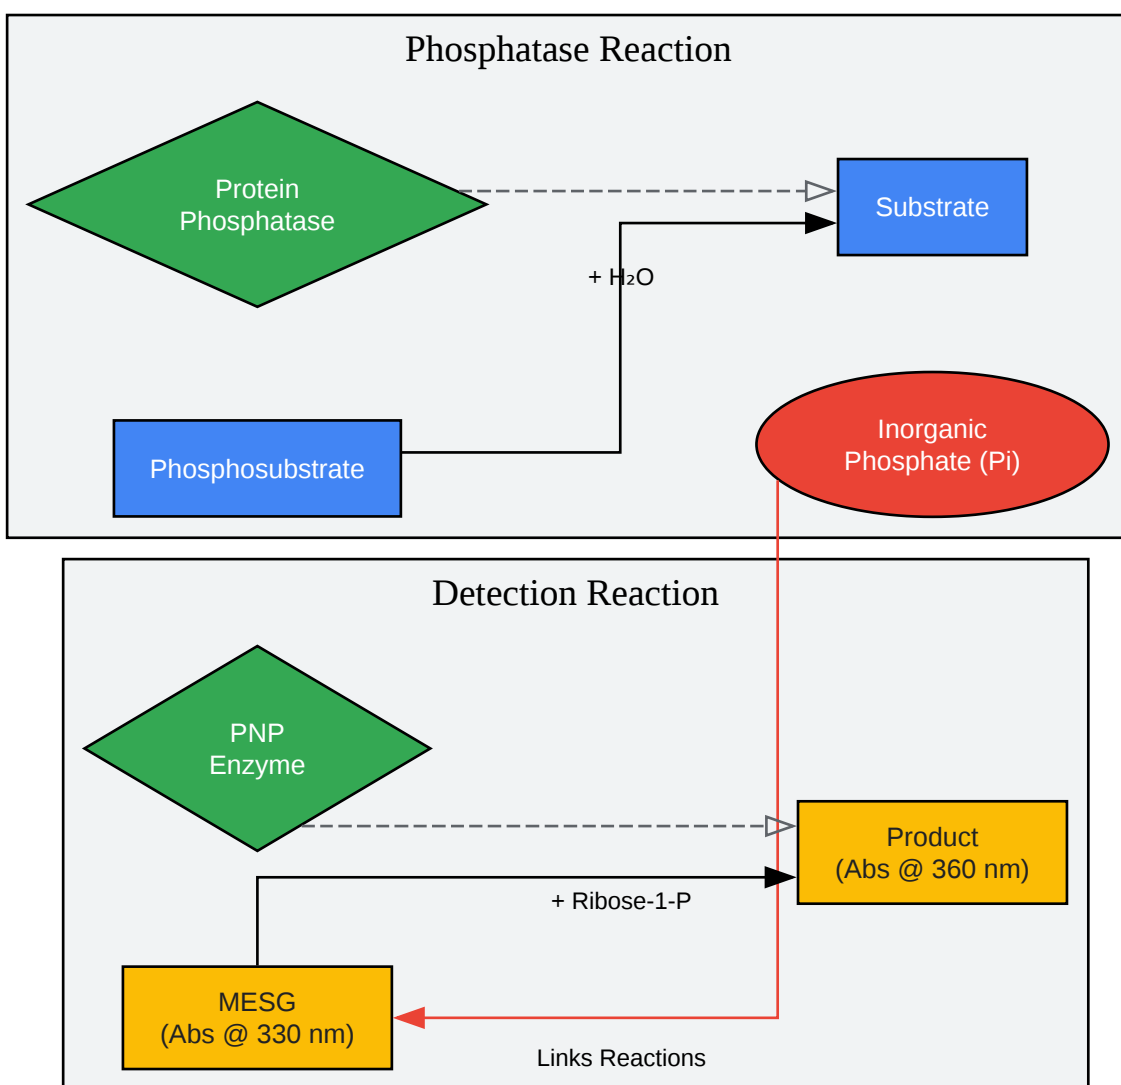 Phosphatase Reaction
Protein
Phosphatase
Substrate
+ H₂O
Phosphosubstrate
Inorganic
Phosphate (Pi)
Detection Reaction
PNP
Enzyme
Product
(Abs @ 360 nm)
+ Ribose-1-P
MESG
(Abs @ 330 nm)
Links Reactions